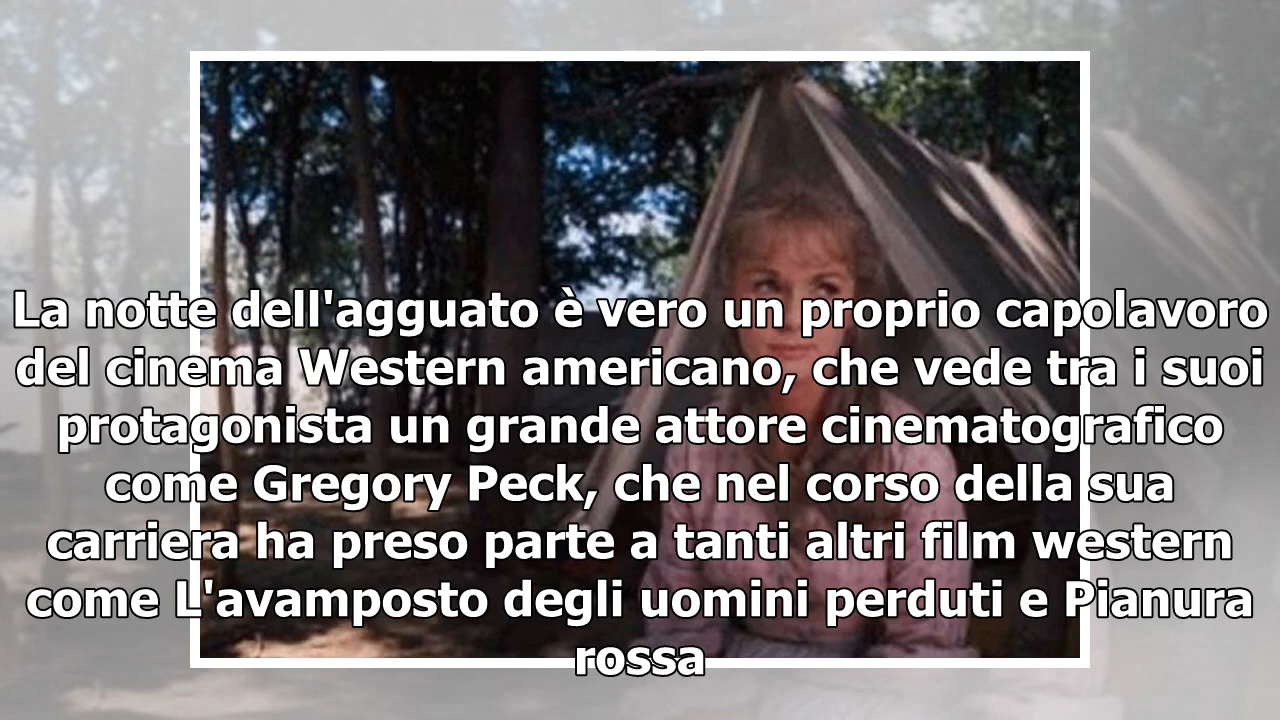 La notte dell'agguato è vero un proprio capolavoro
del cinema Western americano, che vede tra i suoi
protagonista un grande attore cinematografico
come Gregory Peck, che nel corso della sua
carriera ha preso parte a tanti altri film western
come L'avamposto degli uomini perduti e Pianura
rossa